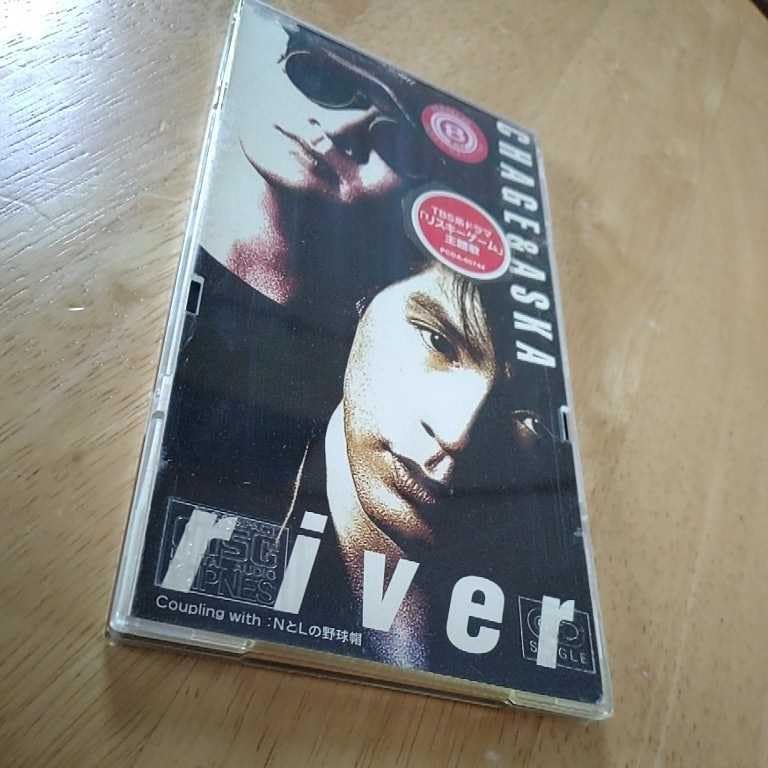 CHAGE&ASKA
TBS系ドラマ
「リスキーゲーム」
主題歌
river
Coupling with：NとLの野球帽
SINGLE